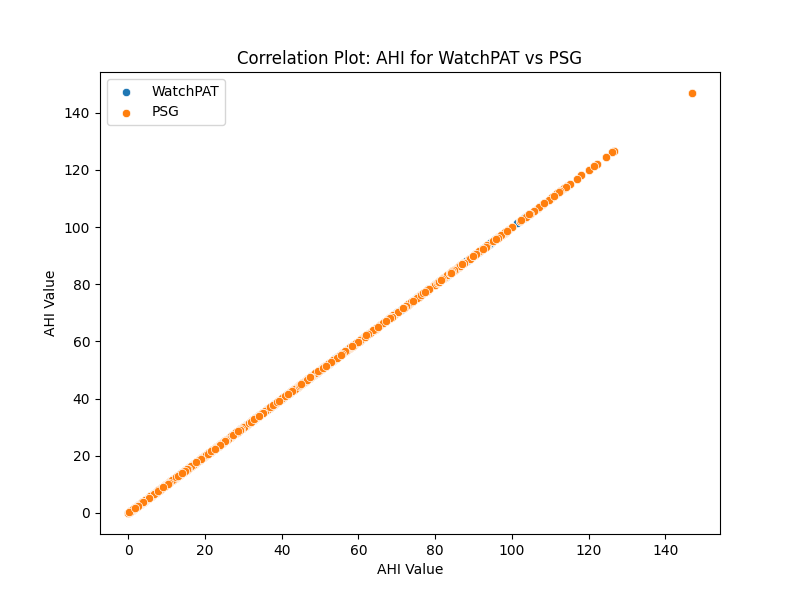 Correlation Plot: AHI for WatchPAT vs PSG
WatchPAT
PSG
140
120
100
80
60
40
20
0
AHI Value
0 20 40 60 80 100 120 140
AHI Value